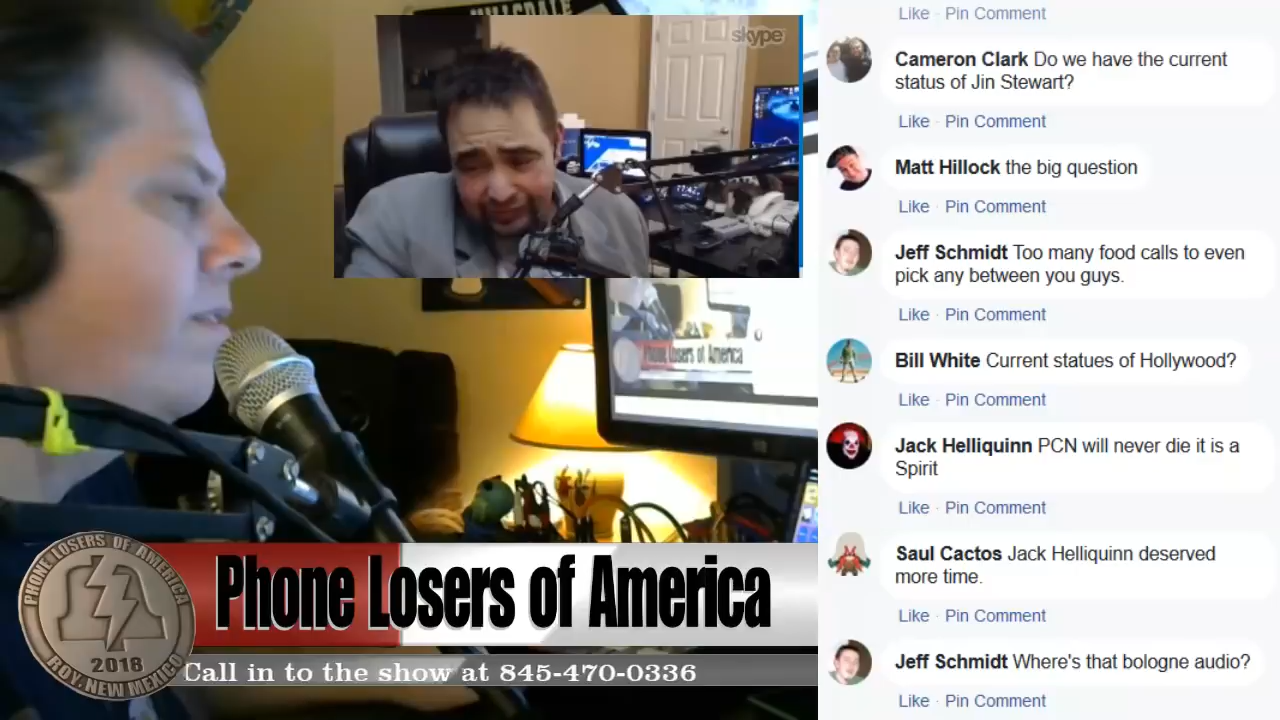 HILLSDALE
skype
Phone Losers of America
PHONE LOSERS OF AMERICA
2018
ROY, NEW MEXICO
Phone Losers of America
Call in to the show at 845-470-0336
Like · Pin Comment
Cameron Clark Do we have the current
status of Jin Stewart?
Like · Pin Comment
Matt Hillock the big question
Like · Pin Comment
Jeff Schmidt Too many food calls to even
pick any between you guys.
Like · Pin Comment
Bill White Current statues of Hollywood?
Like · Pin Comment
Jack Helliquinn PCN will never die it is a
Spirit
Like · Pin Comment
Saul Cactos Jack Helliquinn deserved
more time.
Like · Pin Comment
Jeff Schmidt Where's that bologne audio?
Like · Pin Comment